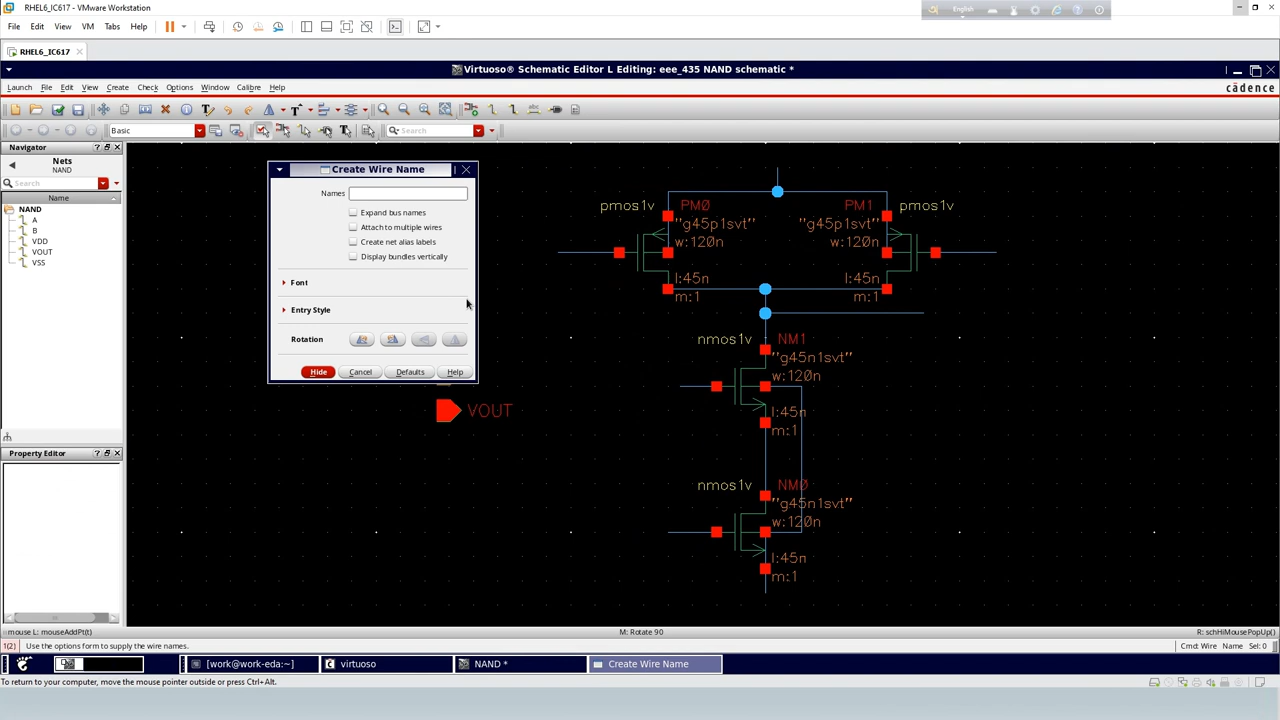 RHEL6_IC617 - VMware Workstation
English
File Edit View VM Tabs Help
RHEL6_IC617
Virtuoso® Schematic Editor L Editing: eee_435 NAND schematic *
Launch File Edit View Create Check Options Window Calibre Help
cādence
Basic
Search
Navigator
Nets
NAND
Search
Name
NAND
A
B
VDD
VOUT
VSS
Property Editor
Create Wire Name
Names
Expand bus names
Attach to multiple wires
Create net alias labels
Display bundles vertically
Font
Entry Style
Rotation
Hide Cancel Defaults Help
VOUT
pmos1v PM0
"g45p1svt"
w:120n
l:45n
m:1
PM1 pmos1v
"g45p1svt"
w:120n
l:45n
m:1
nmos1v NM1
"g45n1svt"
w:120n
l:45n
m:1
nmos1v NM0
"g45n1svt"
w:120n
l:45n
m:1
mouse L: mouseAddPt(t) M: Rotate 90 R: schHiMousePopUp()
1(2) Use the options form to supply the wire names. Cmd: Wire Name Sel: 0
[work@work-eda:~] virtuoso NAND * Create Wire Name
To return to your computer, move the mouse pointer outside or press Ctrl+Alt.